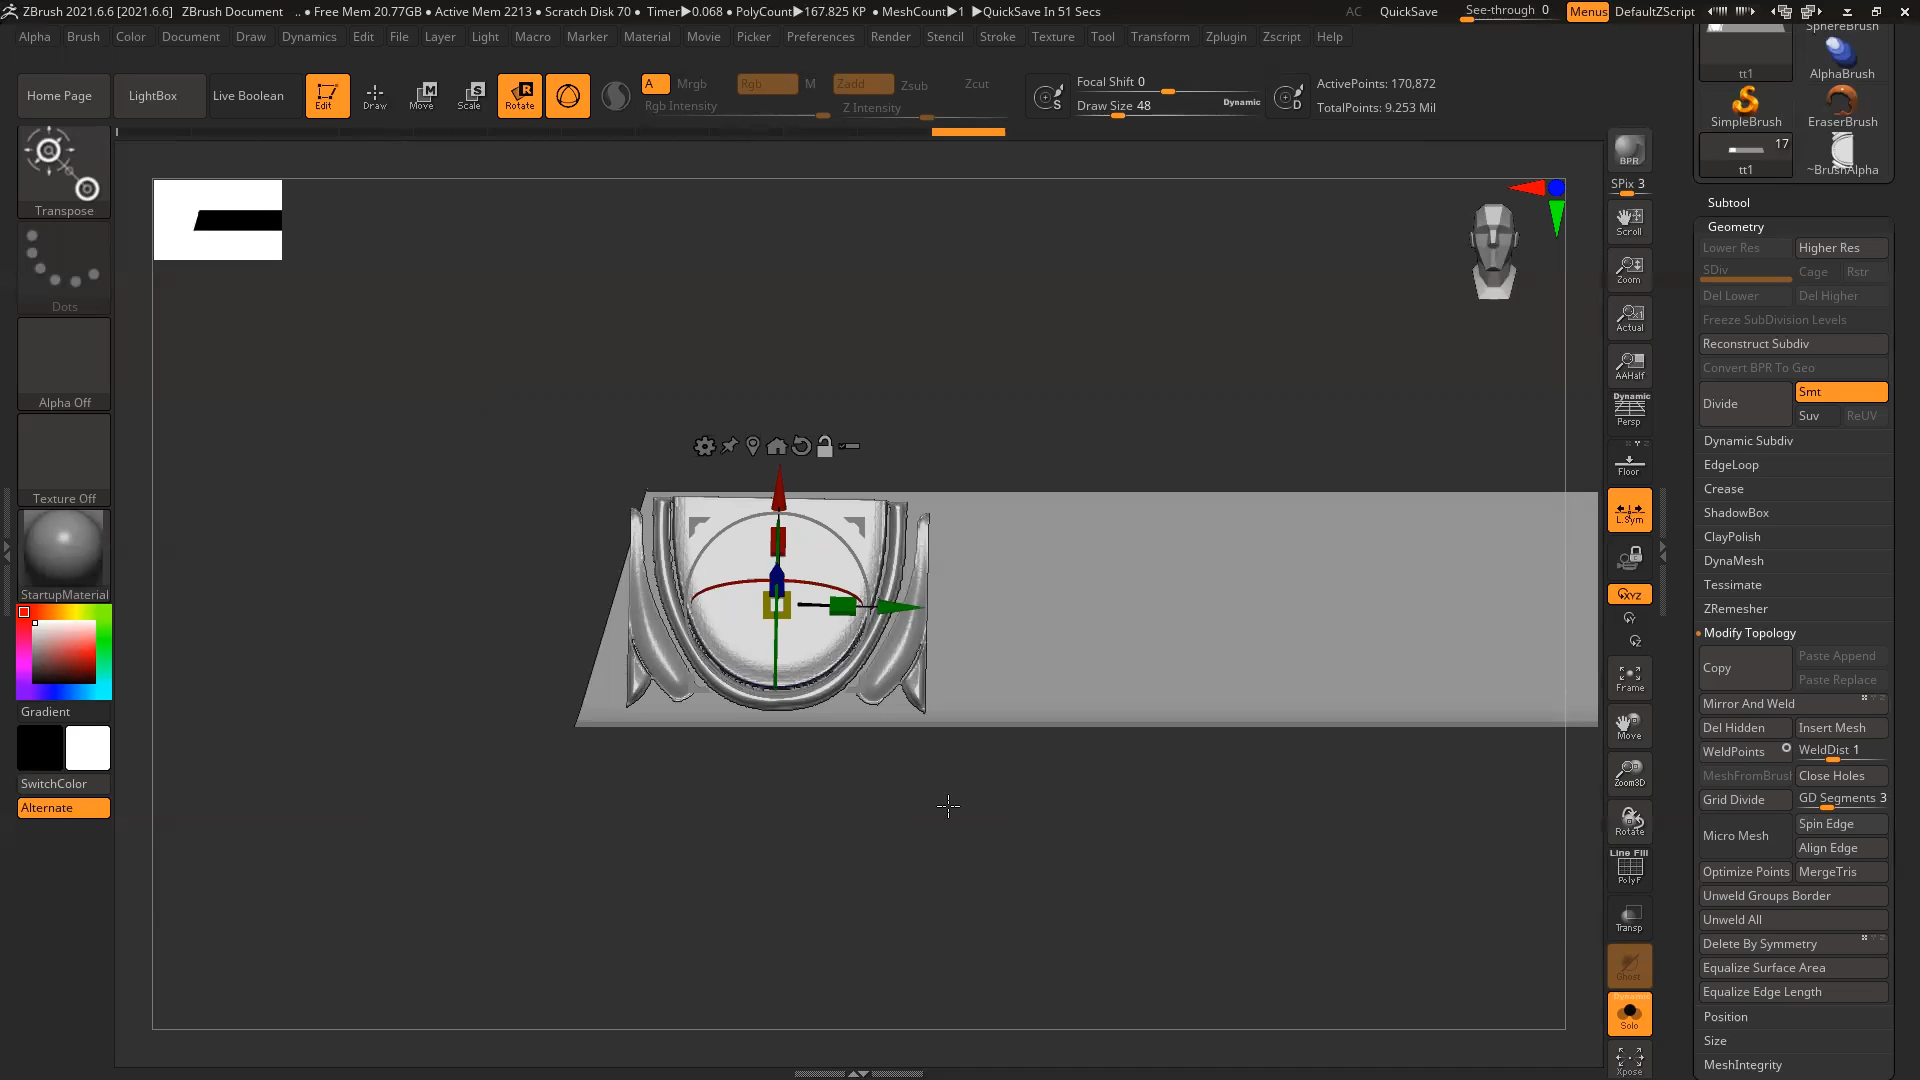 ZBrush 2021.6.6 [2021.6.6] ZBrush Document .. • Free Mem 20.77GB • Active Mem 2213 • Scratch Disk 70 • Timer▶0.068 • PolyCount▶167.825 KP • MeshCount▶1 ▶QuickSave In 51 Secs AC QuickSave See-through 0 Menus DefaultZScript
Alpha Brush Color Document Draw Dynamics Edit File Layer Light Macro Marker Material Movie Picker Preferences Render Stencil Stroke Texture Tool Transform Zplugin Zscript Help
Home Page LightBox Live Boolean Edit Draw Move Scale Rotate A Mrgb Rgb M Zadd Zsub Zcut
Rgb Intensity Z Intensity
Focal Shift 0
Draw Size 48 Dynamic
S D
ActivePoints: 170,872
TotalPoints: 9.253 Mil
Transpose
Dots
Alpha Off
Texture Off
StartupMaterial
Gradient
SwitchColor
Alternate
BPR
SPix 3
Scroll
Zoom
Actual
AAHalf
Dynamic
Persp
Floor
L.Sym
XYZ
Y
Z
Frame
Move
Zoom3D
Rotate
Line Fill
PolyF
Transp
Ghost
Dynamic
Solo
Xpose
SphereBrush
tt1 AlphaBrush
SimpleBrush EraserBrush
17
tt1 ~BrushAlpha
Subtool
Geometry
Lower Res Higher Res
SDiv Cage Rstr
Del Lower Del Higher
Freeze SubDivision Levels
Reconstruct Subdiv
Convert BPR To Geo
Divide Smt
Suv ReUV
Dynamic Subdiv
EdgeLoop
Crease
ShadowBox
ClayPolish
DynaMesh
Tessimate
ZRemesher
Modify Topology
Copy Paste Append
Paste Replace
Mirror And Weld
Del Hidden Insert Mesh
WeldPoints WeldDist 1
MeshFromBrush Close Holes
Grid Divide GD Segments 3
Micro Mesh Spin Edge
Align Edge
Optimize Points MergeTris
Unweld Groups Border
Unweld All
Delete By Symmetry
Equalize Surface Area
Equalize Edge Length
Position
Size
MeshIntegrity